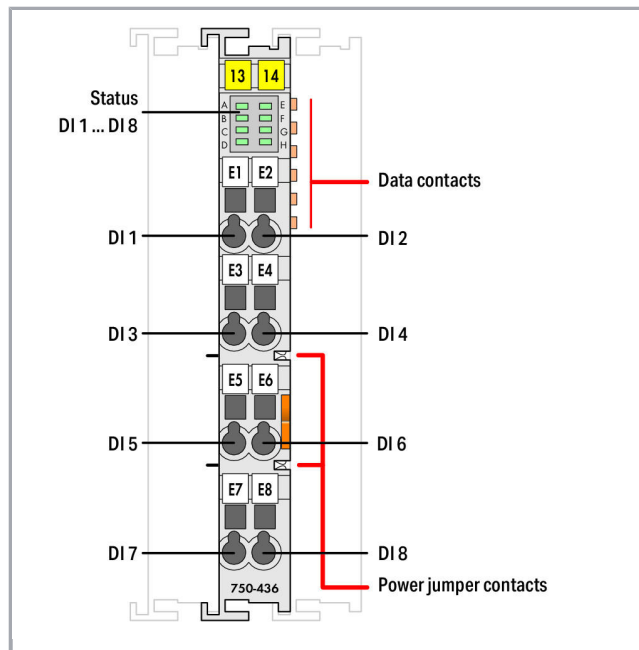 13 14
Status
DI 1 ... DI 8
A E
B F
C G
D H
Data contacts
E1 E2
DI 1 DI 2
E3 E4
DI 3 DI 4
E5 E6
DI 5 DI 6
E7 E8
DI 7 DI 8
750-436
Power jumper contacts